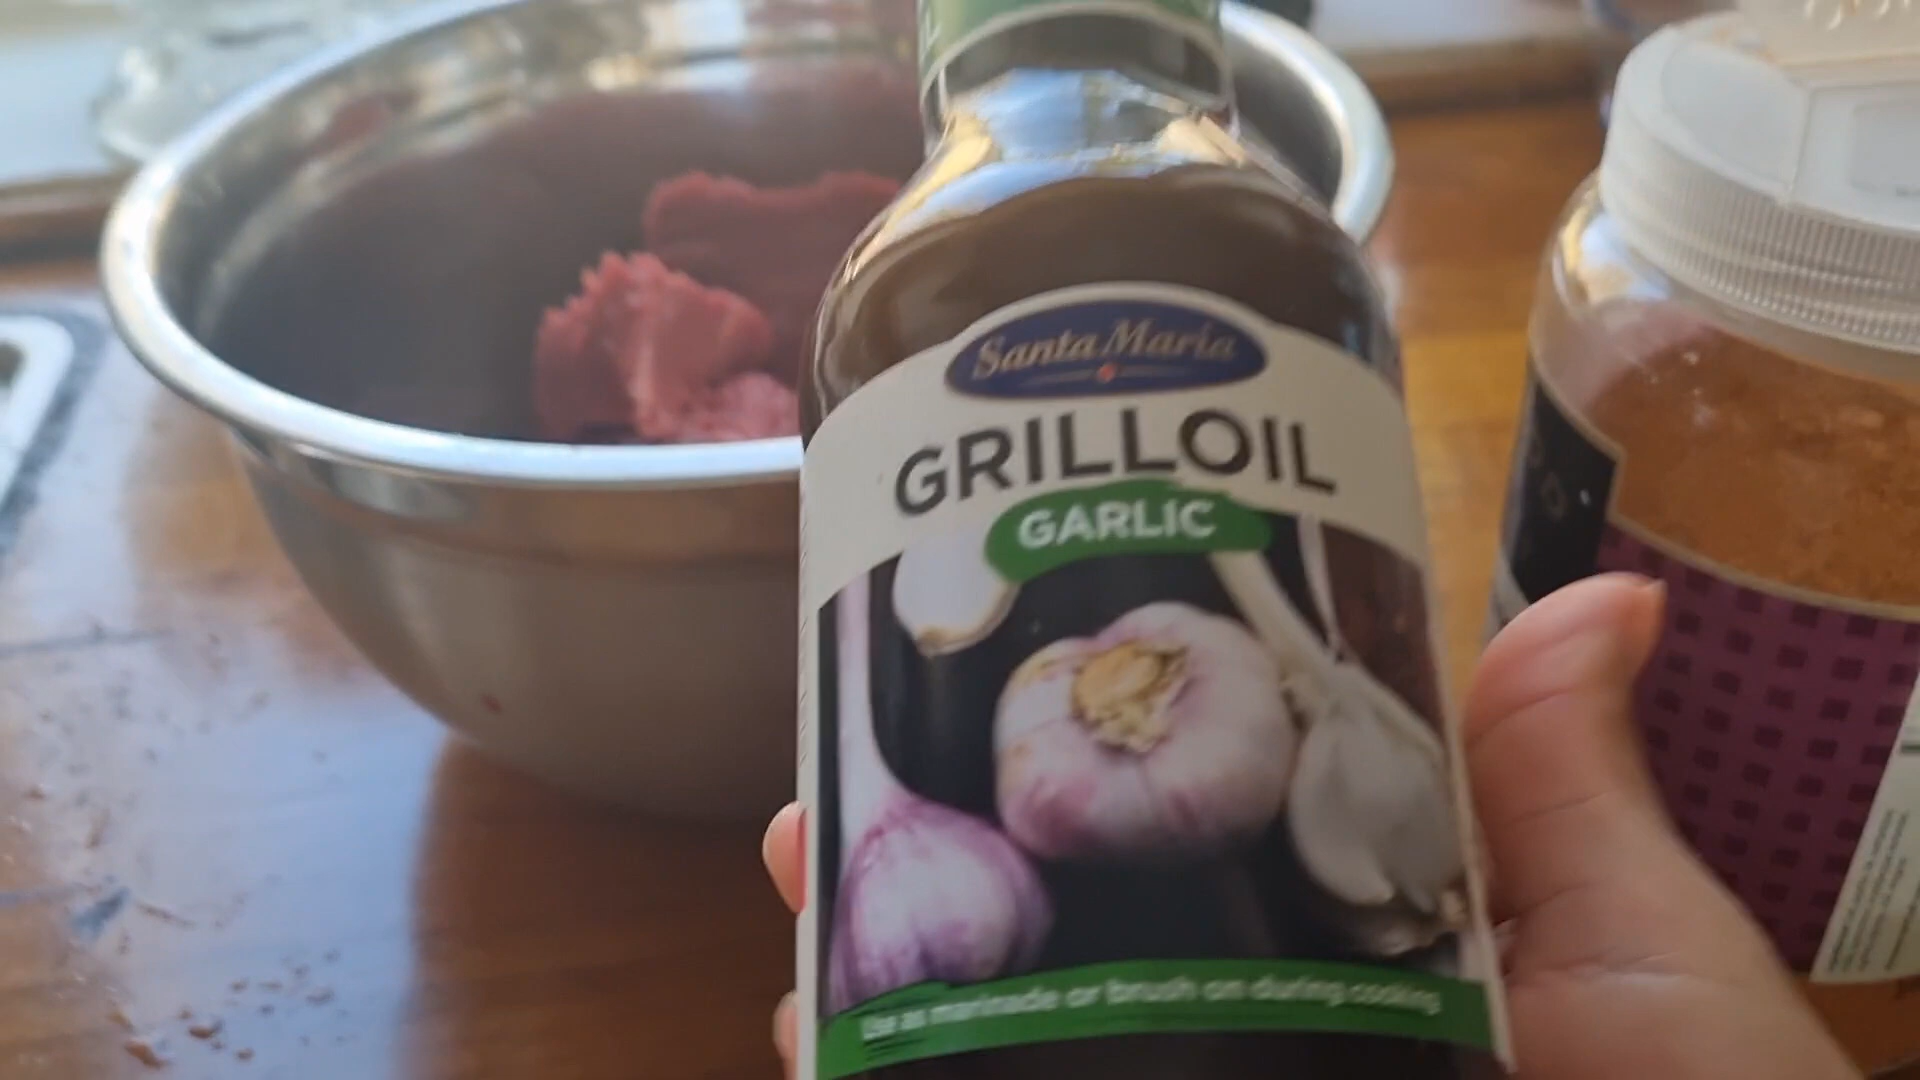 Santa Maria
GRILLOIL
GARLIC
Use as marinade or brush on during cooking